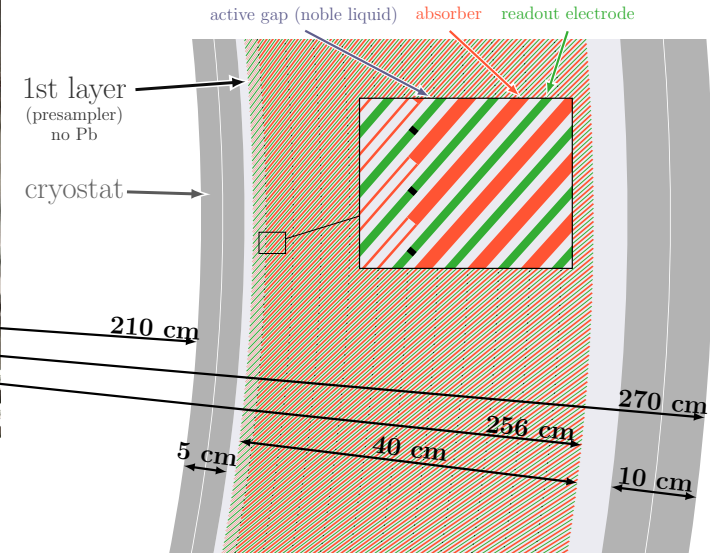 active gap (noble liquid) absorber readout electrode
1st layer
(presampler)
no Pb
cryostat
210 cm
270 cm
256 cm
40 cm
5 cm
10 cm